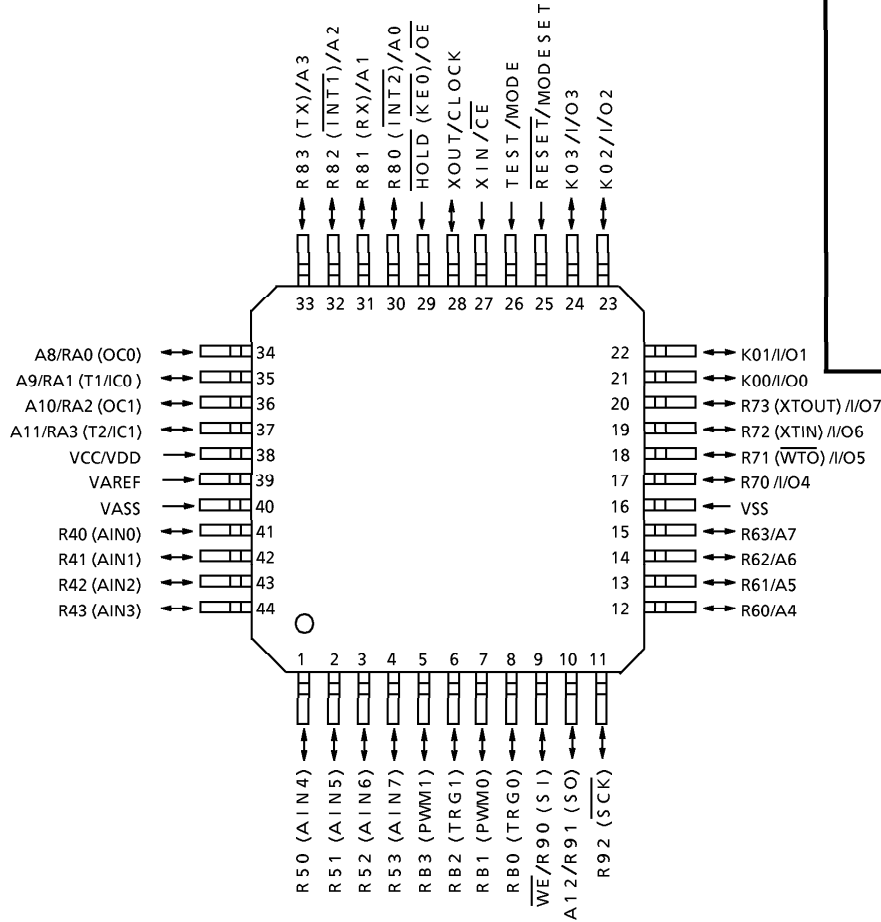 R83 (TX)/A3
R82 (INT1)/A2
R81 (RX)/A1
R80 (INT2)/A0
HOLD (KE0)/OE
XOUT/CLOCK
XIN/CE
TEST/MODE
RESET/MODESET
K03/I/O3
K02/I/O2
33 32 31 30 29 28 27 26 25 24 23
A8/RA0 (OC0) 34
A9/RA1 (T1/IC0) 35
A10/RA2 (OC1) 36
A11/RA3 (T2/IC1) 37
VCC/VDD 38
VAREF 39
VASS 40
R40 (AIN0) 41
R41 (AIN1) 42
R42 (AIN2) 43
R43 (AIN3) 44
22 K01/I/O1
21 K00/I/O0
20 R73 (XTOUT) /I/O7
19 R72 (XTIN) /I/O6
18 R71 (WTO) /I/O5
17 R70 /I/O4
16 VSS
15 R63/A7
14 R62/A6
13 R61/A5
12 R60/A4
1 2 3 4 5 6 7 8 9 10 11
R50 (AIN4)
R51 (AIN5)
R52 (AIN6)
R53 (AIN7)
RB3 (PWM1)
RB2 (TRG1)
RB1 (PWM0)
RB0 (TRG0)
WE/R90 (SI)
A12/R91 (SO)
R92 (SCK)